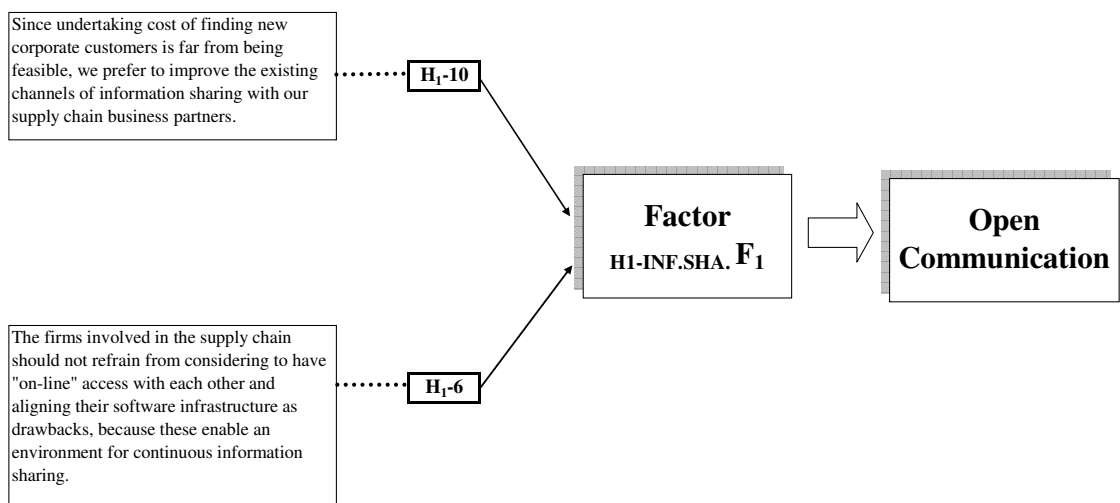 Since undertaking cost of finding new
corporate customers is far from being
feasible, we prefer to improve the existing
channels of information sharing with our
supply chain business partners.
H₁-10
Factor
H1-INF.SHA. F₁
Open
Communication
The firms involved in the supply chain
should not refrain from considering to have
"on-line" access with each other and
aligning their software infrastructure as
drawbacks, because these enable an
environment for continuous information
sharing.
H₁-6